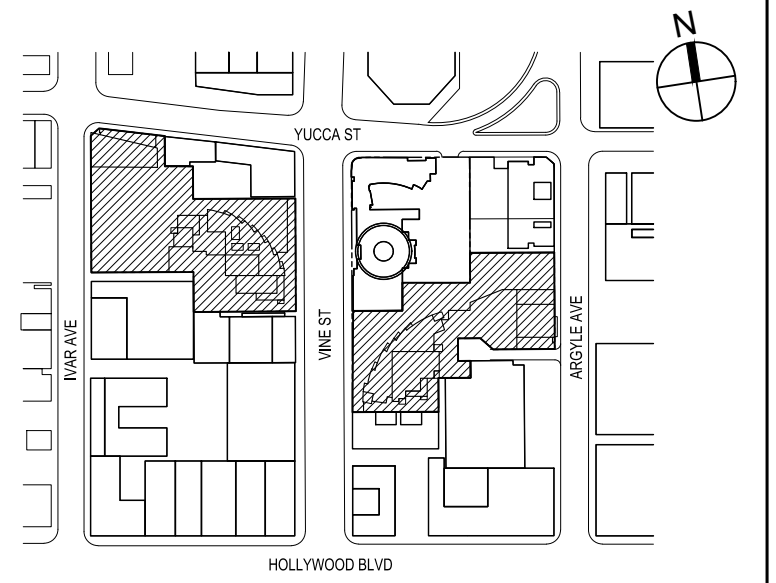 N
YUCCA ST
IVAR AVE
VINE ST
ARGYLE AVE
HOLLYWOOD BLVD